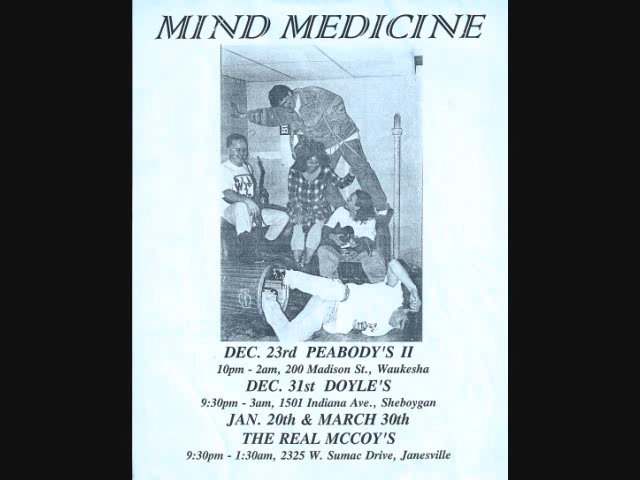 MIND MEDICINE
DEC. 23rd PEABODY'S II
10pm - 2am, 200 Madison St., Waukesha
DEC. 31st DOYLE'S
9:30pm - 3am, 1501 Indiana Ave., Sheboygan
JAN. 20th & MARCH 30th
THE REAL MCCOY'S
9:30pm - 1:30am, 2325 W. Sumac Drive, Janesville